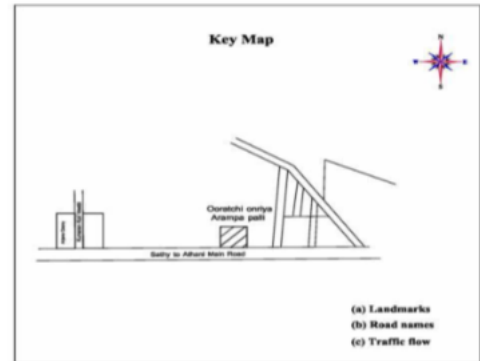 Key Map
N
W
E
S
Ooratchi onriya
Arampa palli
Sathy to Athani Main Road
(a) Landmarks
(b) Road names
(c) Traffic flow